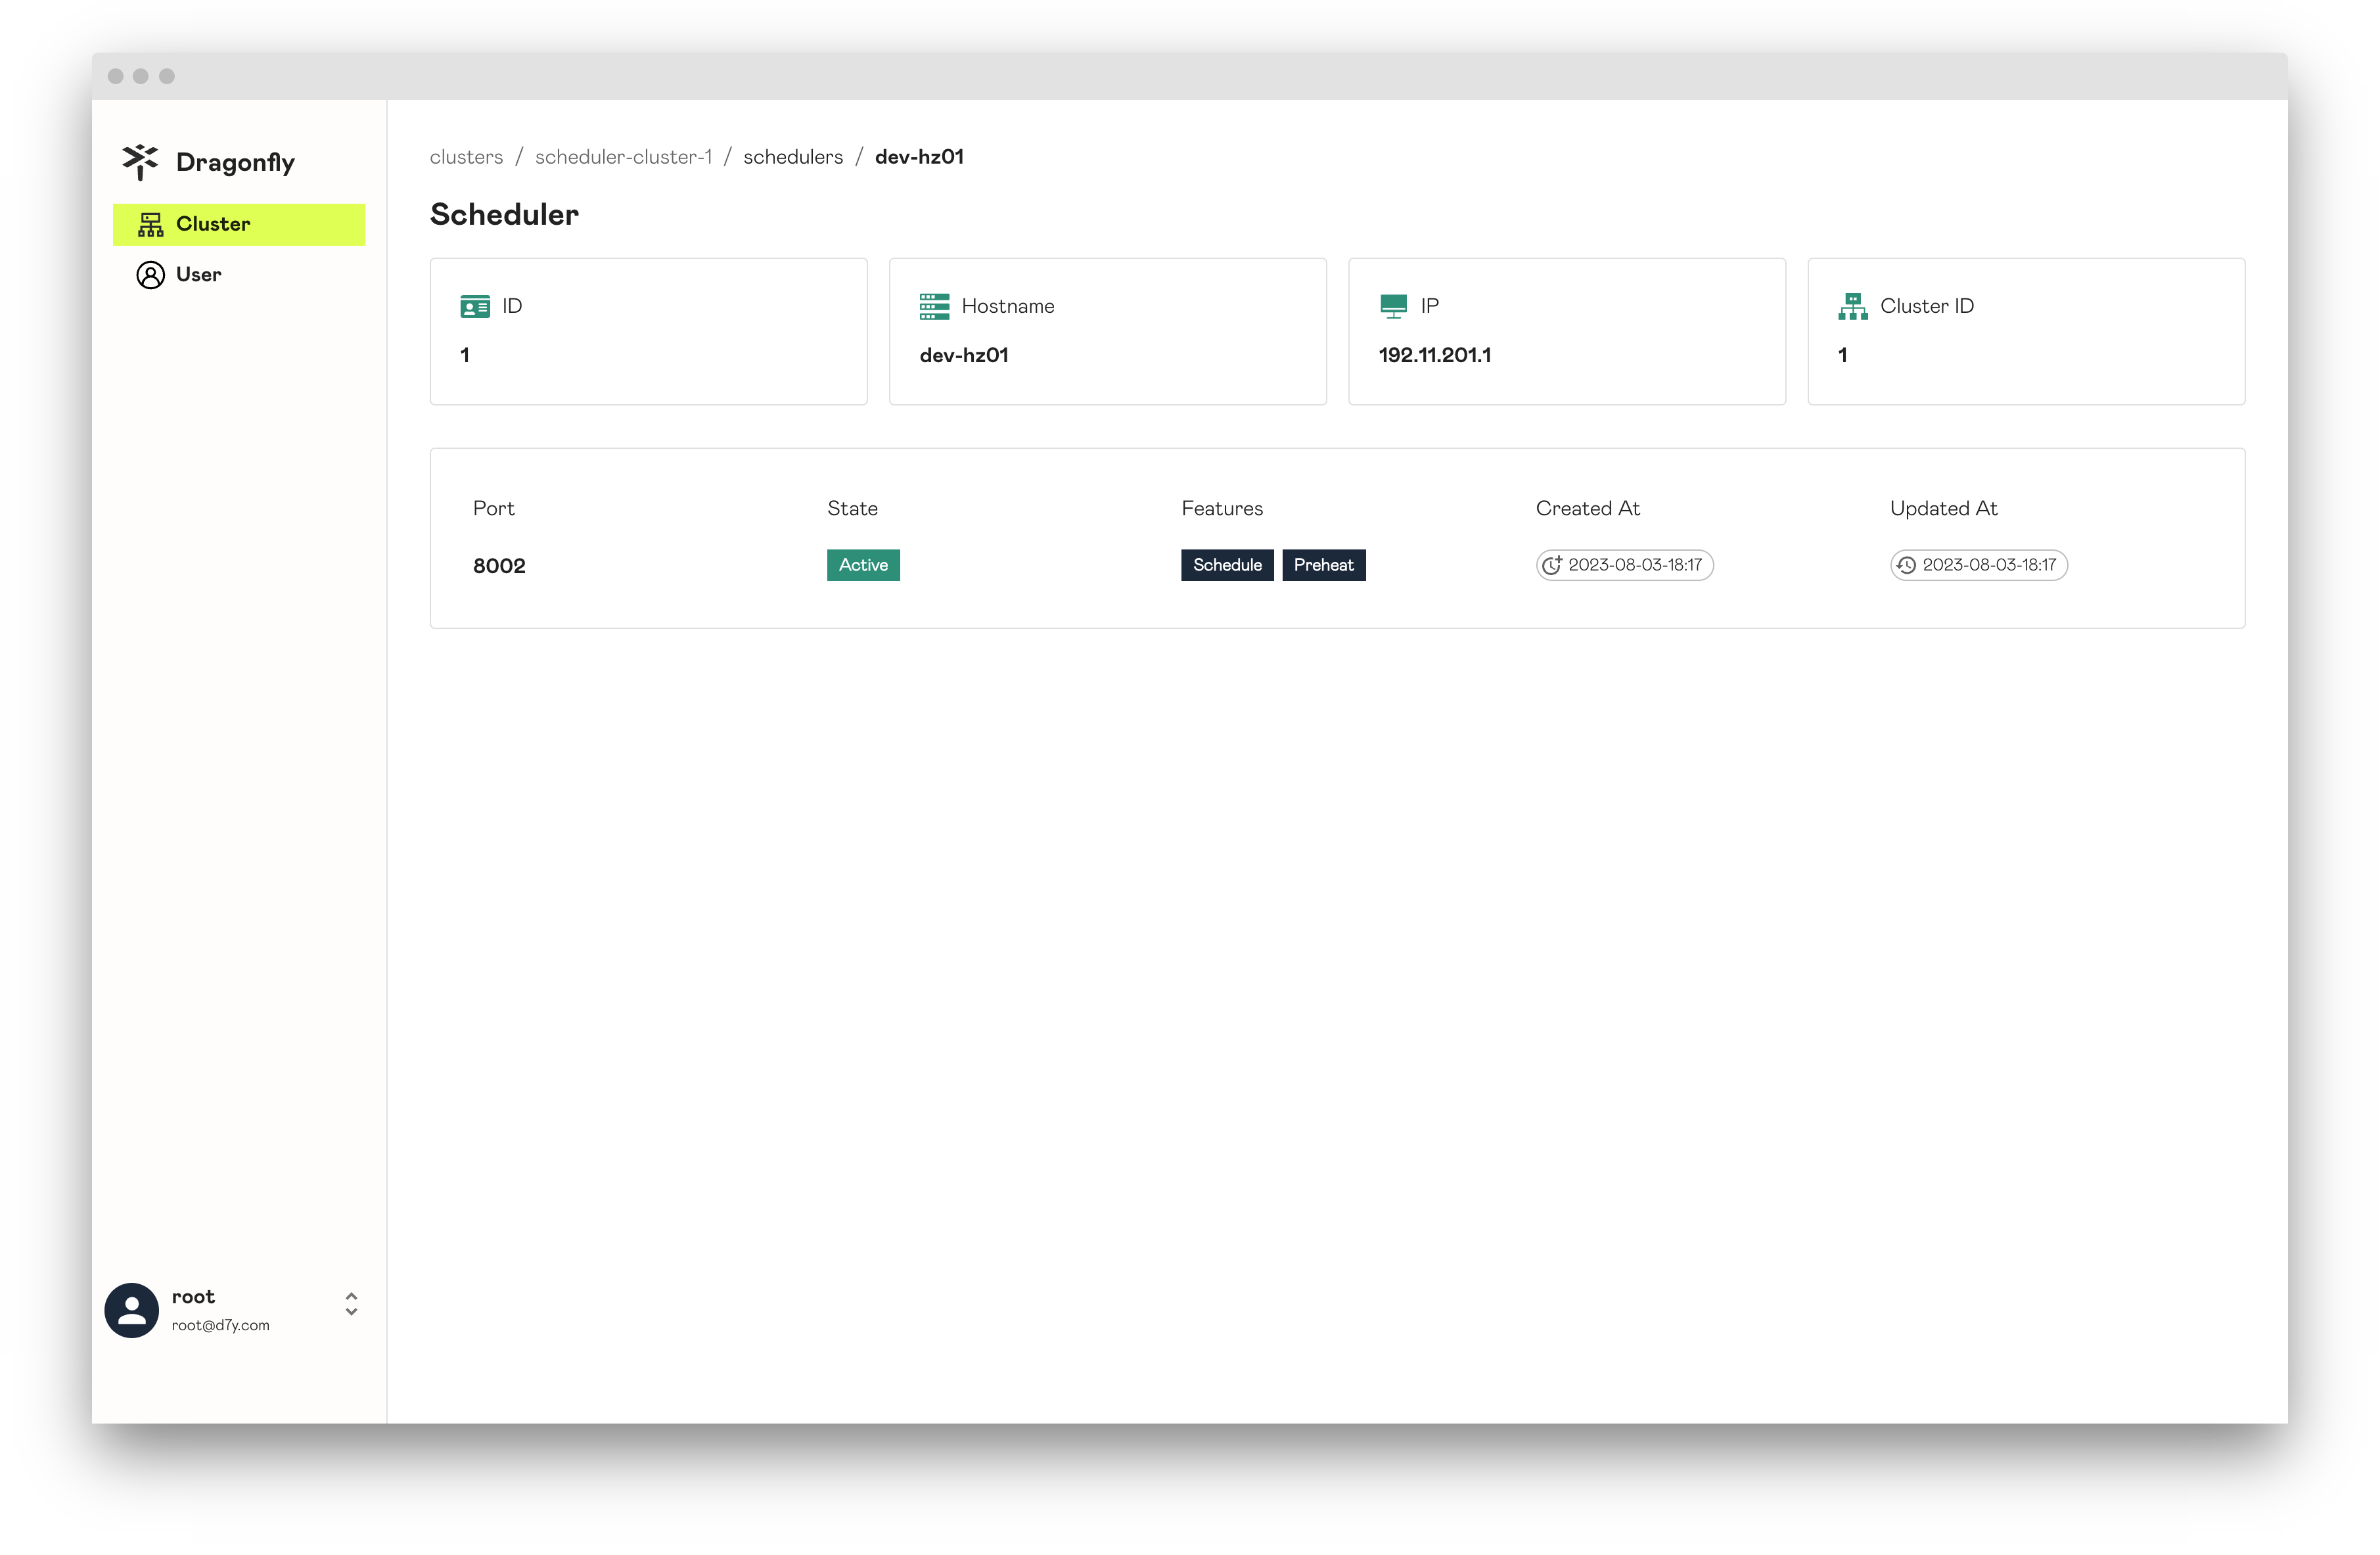 Dragonfly
Cluster
User
clusters / scheduler-cluster-1 / schedulers / dev-hz01
Scheduler
ID
1
Hostname
dev-hz01
IP
192.11.201.1
Cluster ID
1
Port
8002
State
Active
Features
Schedule Preheat
Created At
2023-08-03-18:17
Updated At
2023-08-03-18:17
root
root@d7y.com